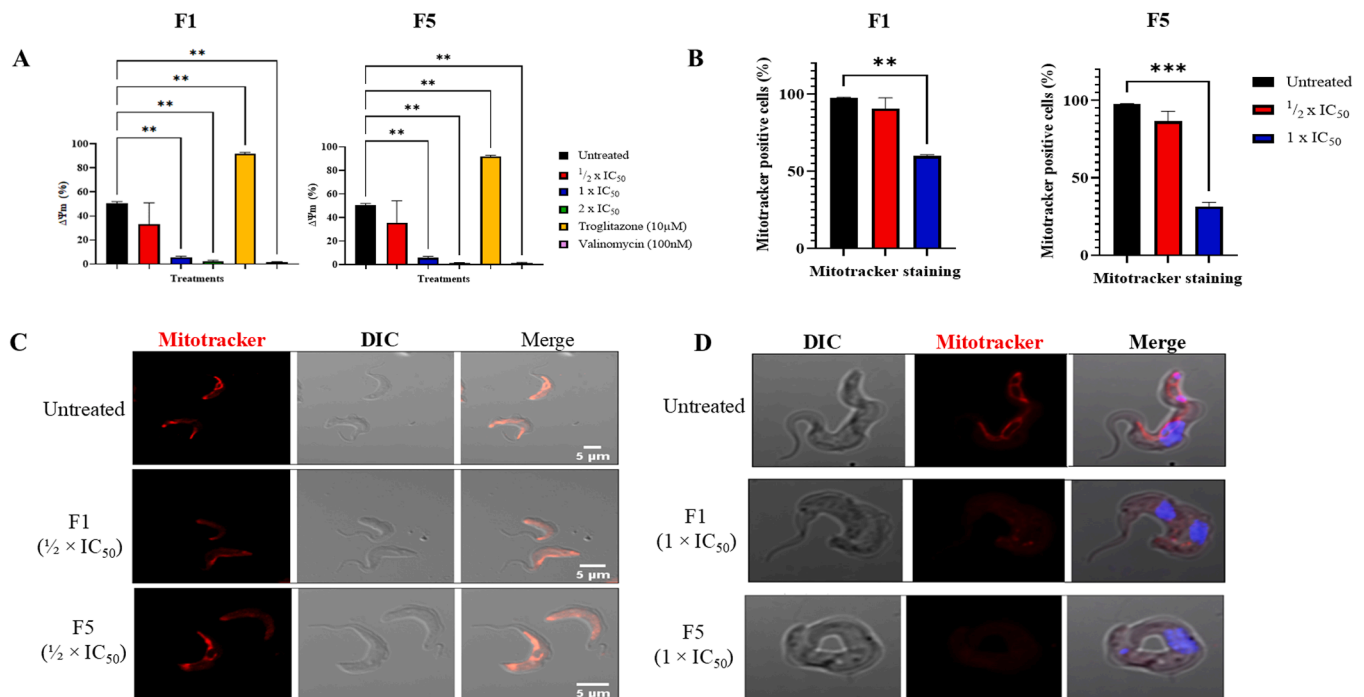 F1
F5
A
**
**
**
**
ΔΨm (%)
100
80
60
40
20
0
Treatments
**
**
**
**
ΔΨm (%)
100
80
60
40
20
0
Treatments
Untreated
1/2 x IC50
1 x IC50
2 x IC50
Troglitazone (10µM)
Valinomycin (100nM)
F1
F5
B
**
Mitotracker positive cells (%)
100
50
0
Mitotracker staining
***
Mitotracker positive cells (%)
100
50
0
Mitotracker staining
Untreated
1/2 x IC50
1 x IC50
C
Mitotracker DIC Merge
Untreated
5 µm
F1
(½ × IC50)
5 µm
F5
(½ × IC50)
5 µm
D
DIC Mitotracker Merge
Untreated
F1
(1 × IC50)
F5
(1 × IC50)